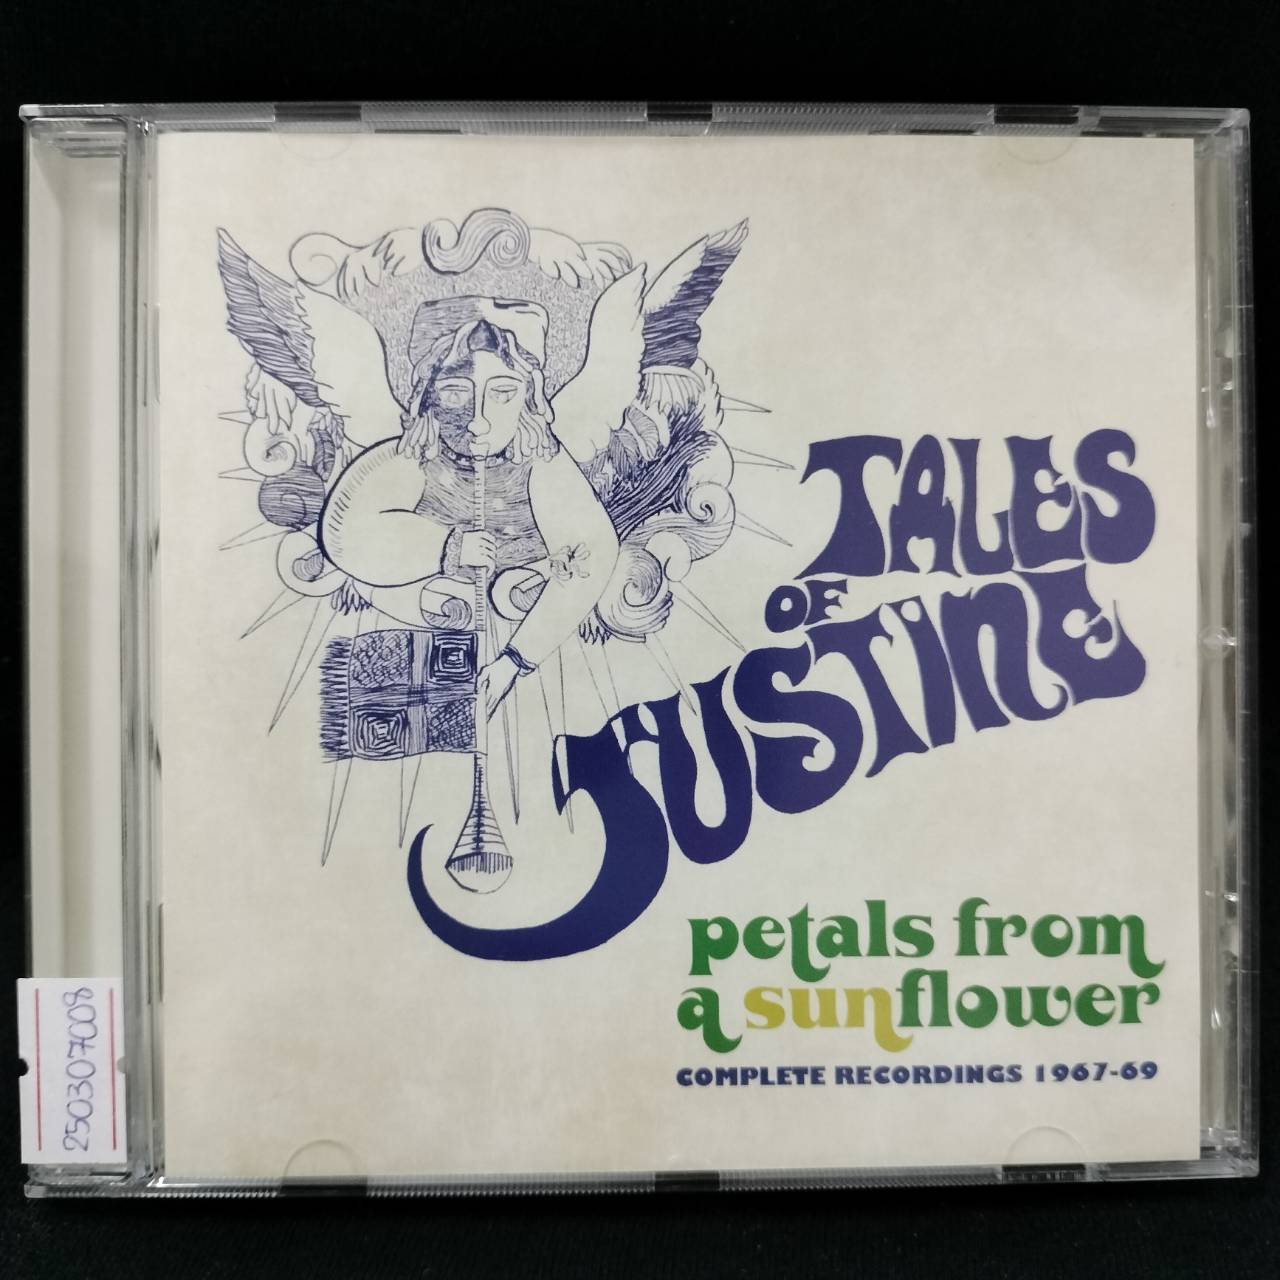 TALES
OF
JUSTINE
petals from
a sunflower
COMPLETE RECORDINGS 1967-69
250307008